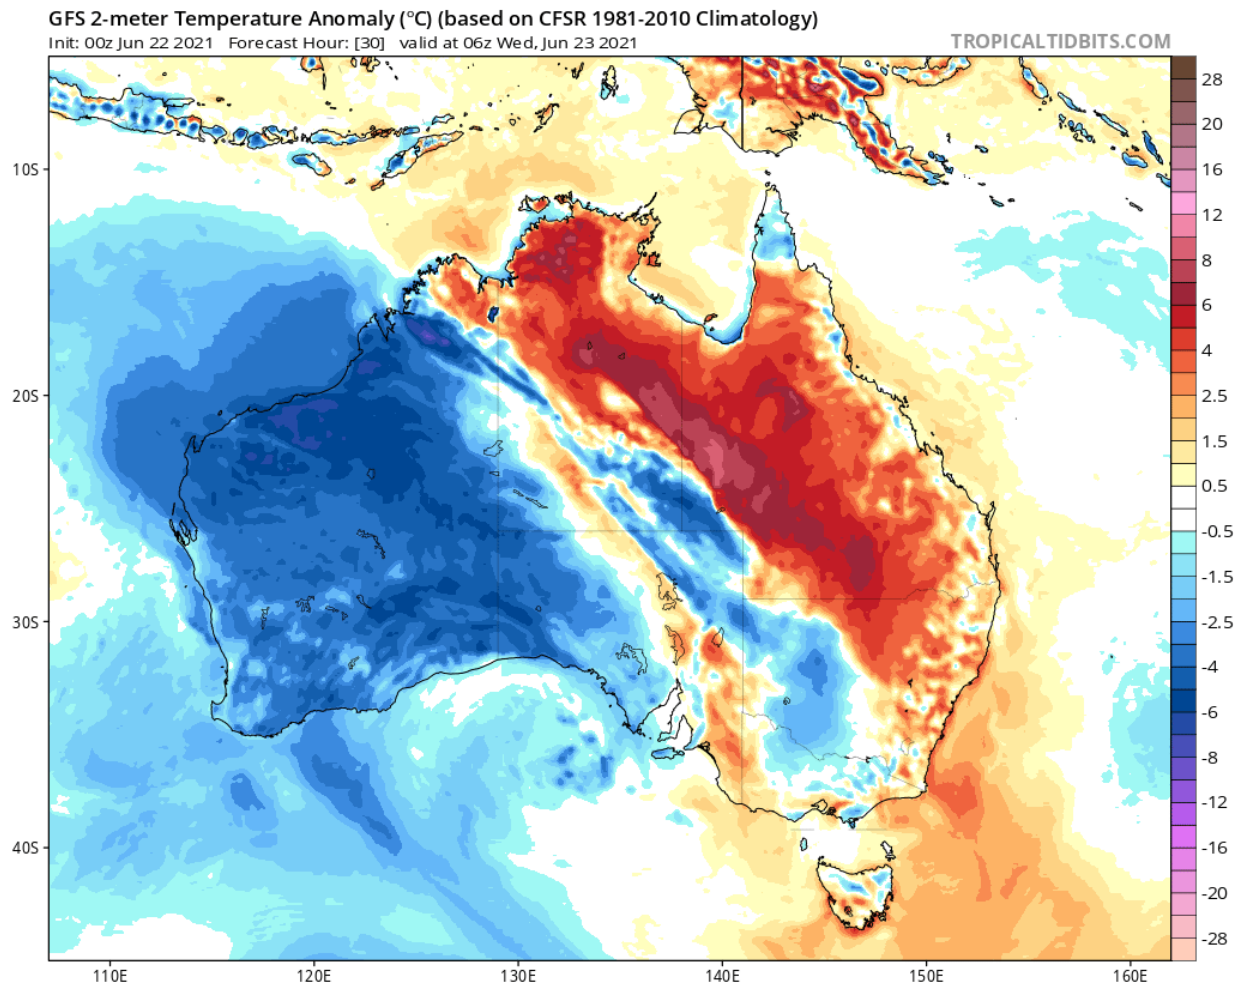 GFS 2-meter Temperature Anomaly (°C) (based on CFSR 1981-2010 Climatology)
Init: 00z Jun 22 2021 Forecast Hour: [30] valid at 06z Wed, Jun 23 2021
TROPICALTIDBITS.COM
10S
20S
30S
40S
110E
120E
130E
140E
150E
160E
28
20
16
12
8
6
4
2.5
1.5
0.5
-0.5
-1.5
-2.5
-4
-6
-8
-12
-16
-20
-28